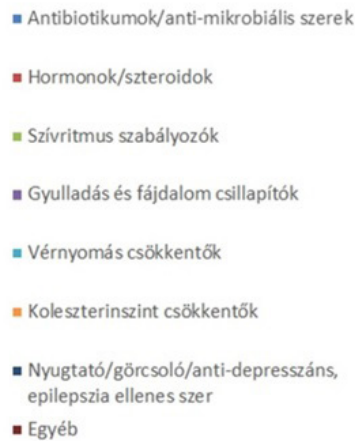 Antibiotikumok/anti-mikrobiális szerek
Hormonok/szteroidok
Szívritmus szabályozók
Gyulladás és fájdalom csillapítók
Vérnyomás csökkentők
Koleszterinszint csökkentők
Nyugtató/görcsoló/anti-depresszáns,
epilepszia ellenes szer
Egyéb